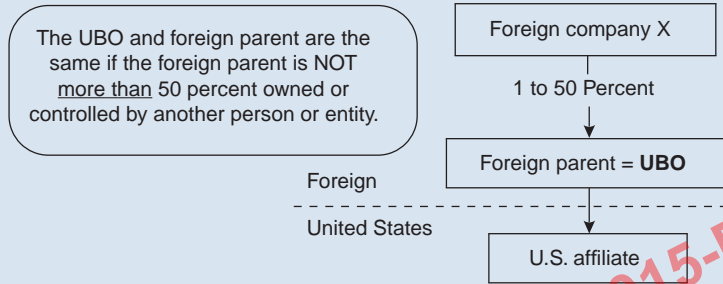 The UBO and foreign parent are the
same if the foreign parent is NOT
more than 50 percent owned or
controlled by another person or entity.
Foreign company X
1 to 50 Percent
Foreign parent = UBO
Foreign
United States
U.S. affiliate